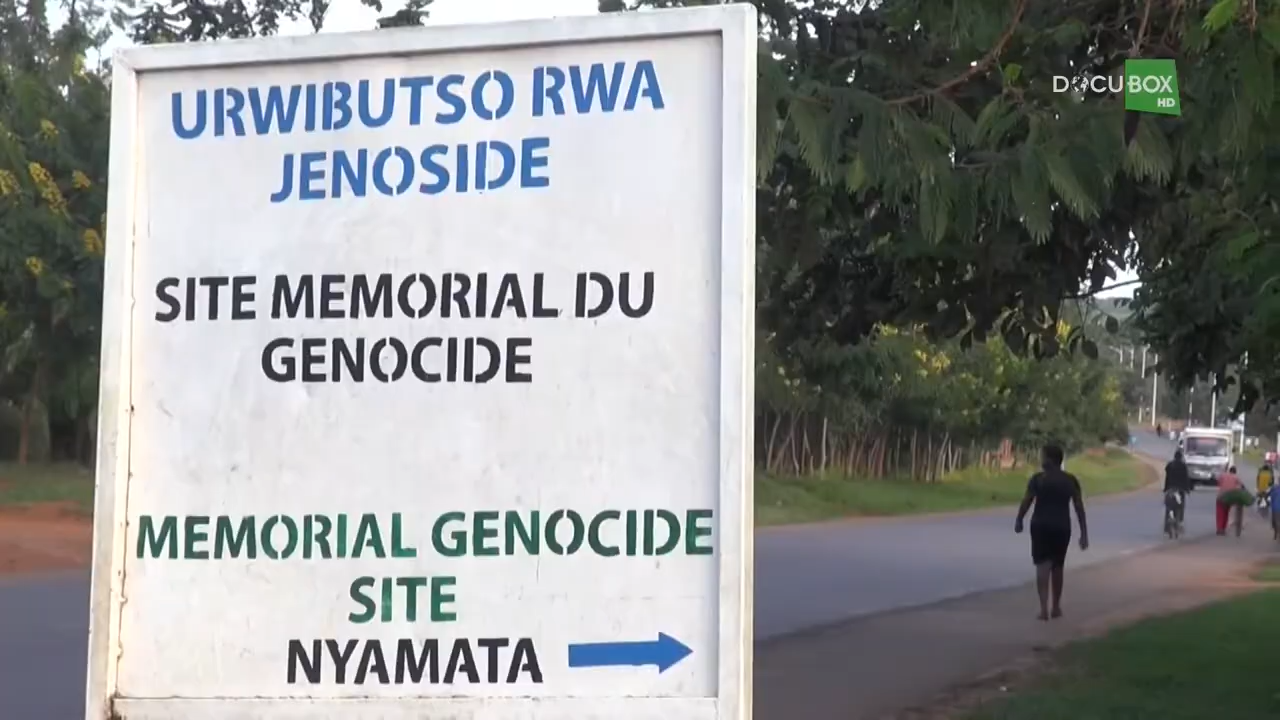 DOCUBOX
HD
URWIBUTSO RWA
JENOSIDE
SITE MEMORIAL DU
GENOCIDE
MEMORIAL GENOCIDE
SITE
NYAMATA